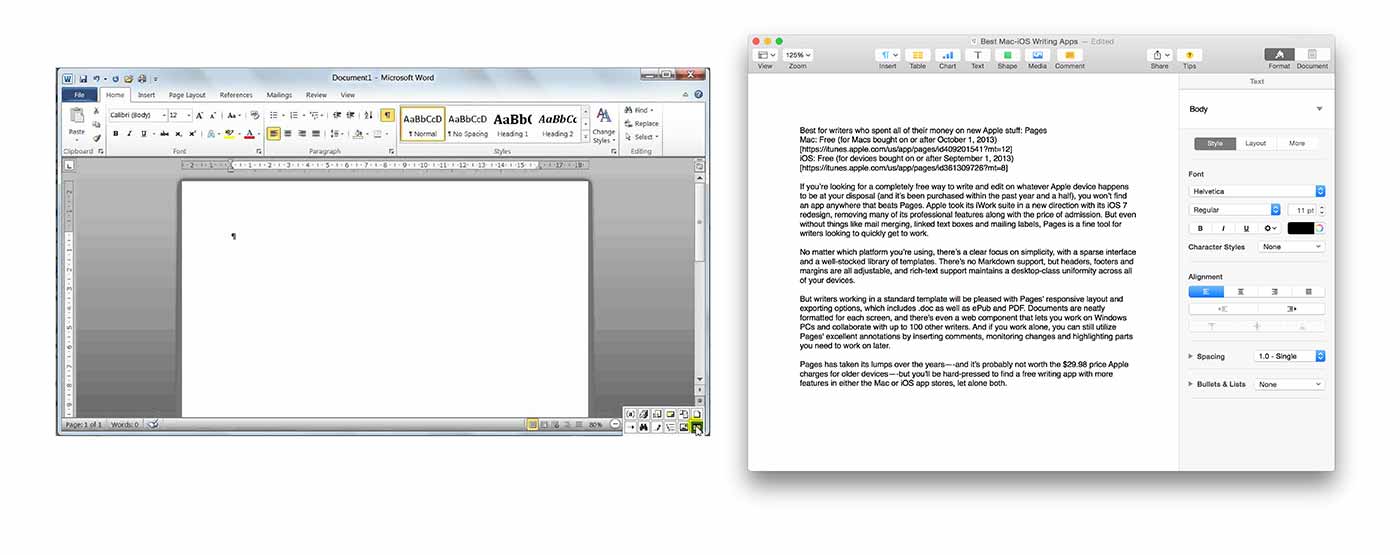 Document1 - Microsoft Word
File Home Insert Page Layout References Mailings Review View
Calibri (Body) 12
Paste
B I U abc x₂ x²
AaBbCcD AaBbCcD AaBb( AaBbCc
¶ Normal ¶ No Spacing Heading 1 Heading 2
Change
Styles
Find
Replace
Select
Clipboard Font Paragraph Styles Editing
¶
Page: 1 of 1 Words: 0 80%
Best Mac-iOS Writing Apps — Edited
125%
View Zoom Insert Table Chart Text Shape Media Comment Share Tips Format Document
Best for writers who spent all of their money on new Apple stuff: Pages
Mac: Free (for Macs bought on or after October 1, 2013)
[https://itunes.apple.com/us/app/pages/id409201541?mt=12]
iOS: Free (for devices bought on or after September 1, 2013)
[https://itunes.apple.com/us/app/pages/id361309726?mt=8]
If you're looking for a completely free way to write and edit on whatever Apple device happens
to be at your disposal (and it's been purchased within the past year and a half), you won't find
an app anywhere that beats Pages. Apple took its iWork suite in a new direction with its iOS 7
redesign, removing many of its professional features along with the price of admission. But even
without things like mail merging, linked text boxes and mailing labels, Pages is a fine tool for
writers looking to quickly get to work.
No matter which platform you're using, there's a clear focus on simplicity, with a sparse interface
and a well-stocked library of templates. There's no Markdown support, but headers, footers and
margins are all adjustable, and rich-text support maintains a desktop-class uniformity across all
of your devices.
But writers working in a standard template will be pleased with Pages' responsive layout and
exporting options, which includes .doc as well as ePub and PDF. Documents are neatly
formatted for each screen, and there's even a web component that lets you work on Windows
PCs and collaborate with up to 100 other writers. And if you work alone, you can still utilize
Pages' excellent annotations by inserting comments, monitoring changes and highlighting parts
you need to work on later.
Pages has taken its lumps over the years—-and it's probably not worth the $29.98 price Apple
charges for older devices—-but you'll be hard-pressed to find a free writing app with more
features in either the Mac or iOS app stores, let alone both.
Text
Body
Style Layout More
Font
Helvetica
Regular 11 pt
B I U
Character Styles None
Alignment
Spacing 1.0 - Single
Bullets & Lists None